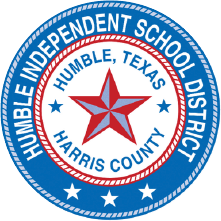 HUMBLE INDEPENDENT SCHOOL DISTRICT
HUMBLE, TEXAS
HARRIS COUNTY